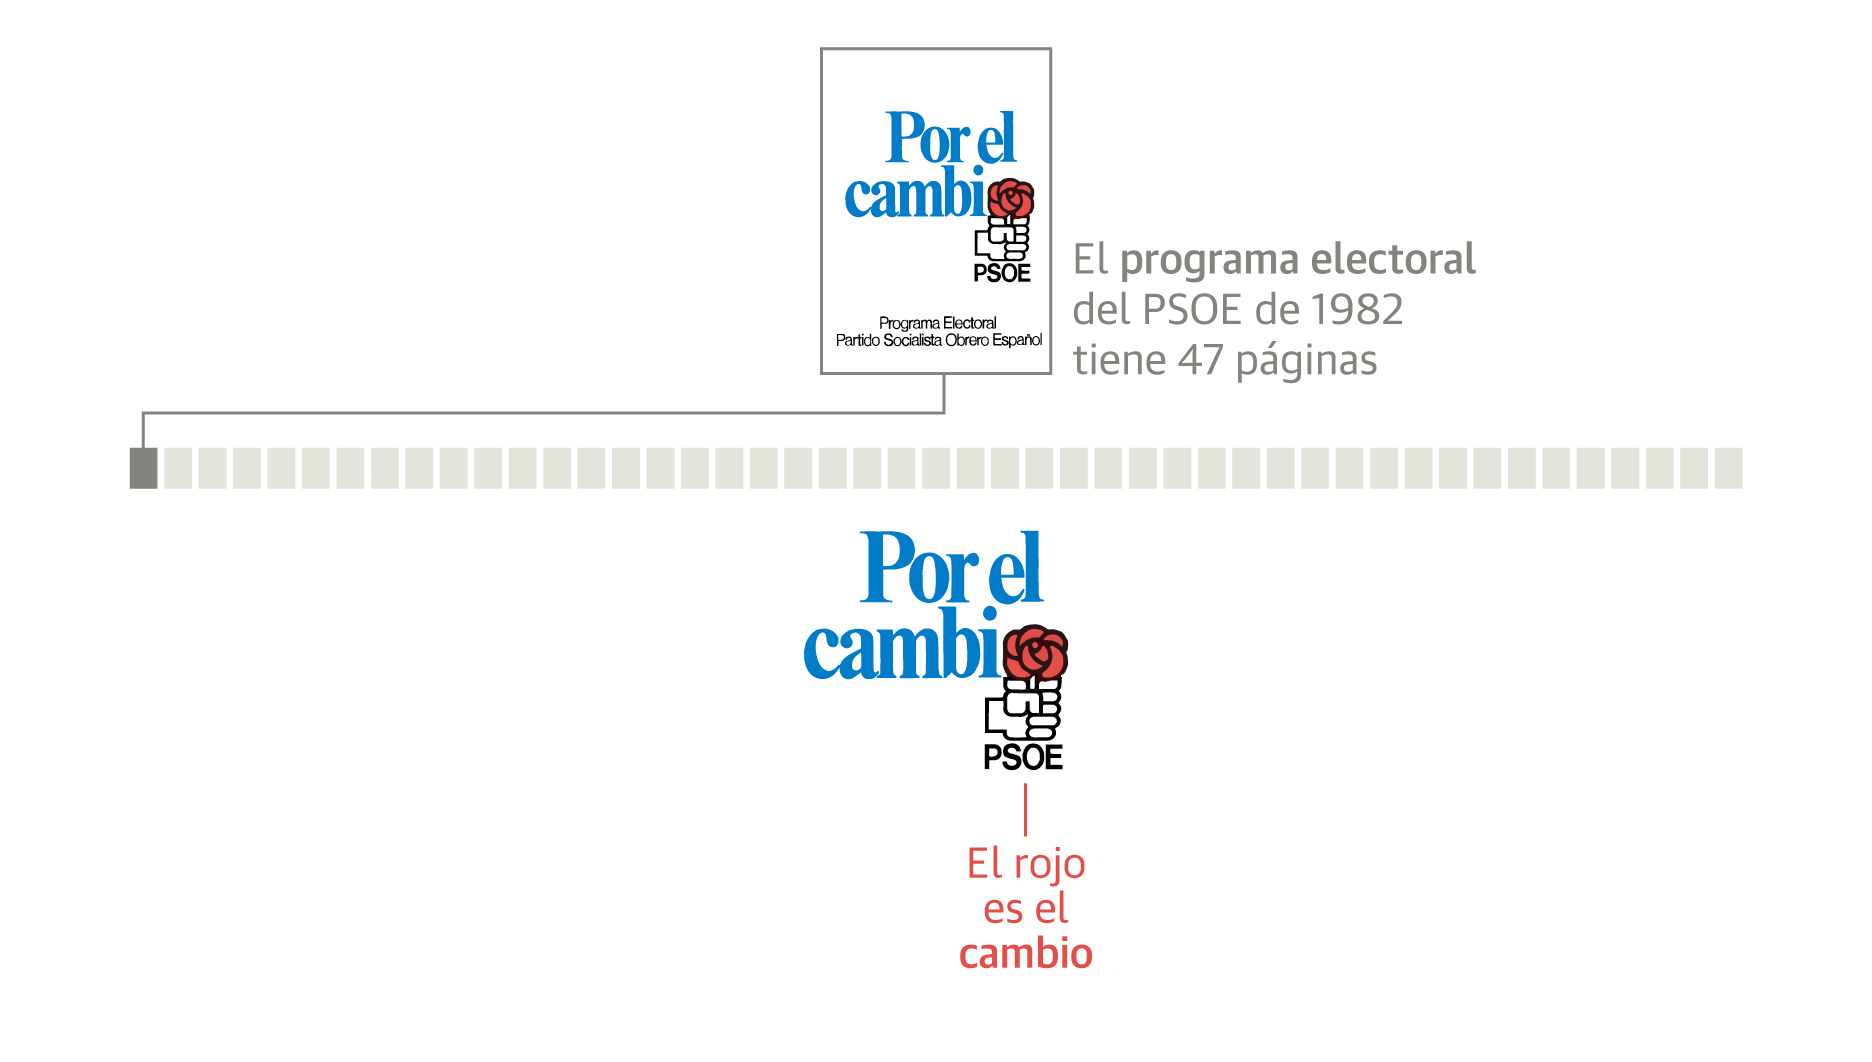 Por el
cambio
PSOE
Programa Electoral
Partido Socialista Obrero Español
El programa electoral
del PSOE de 1982
tiene 47 páginas
Por el
cambio
PSOE
El rojo
es el
cambio